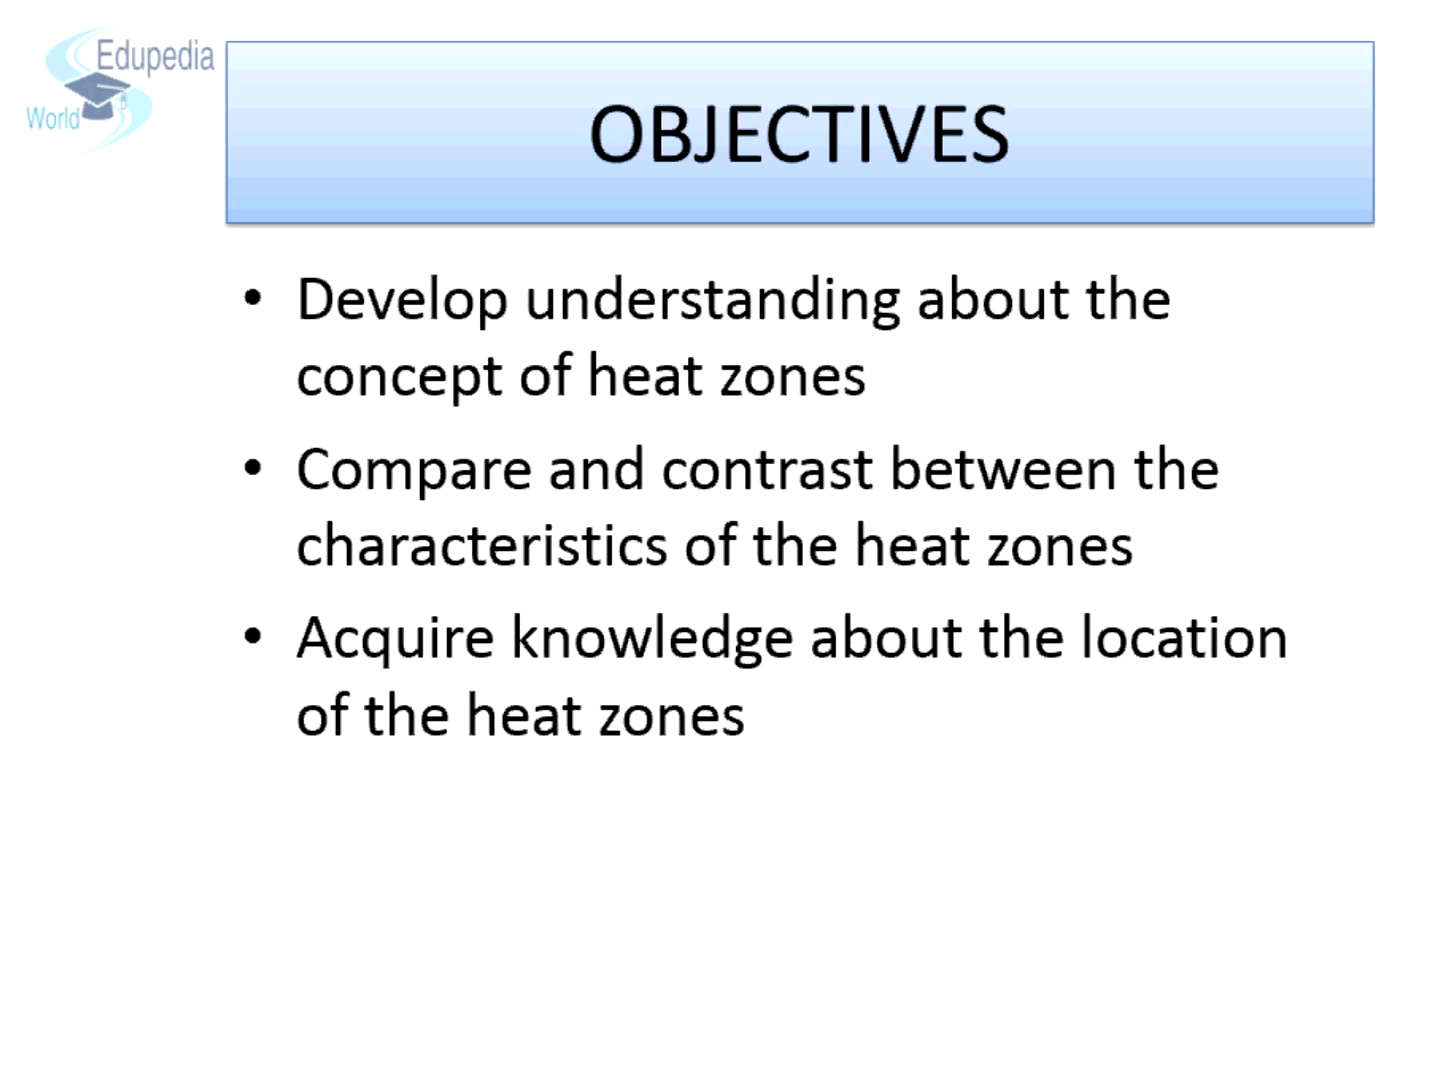 Edupedia
World
OBJECTIVES
• Develop understanding about the
concept of heat zones
• Compare and contrast between the
characteristics of the heat zones
• Acquire knowledge about the location
of the heat zones